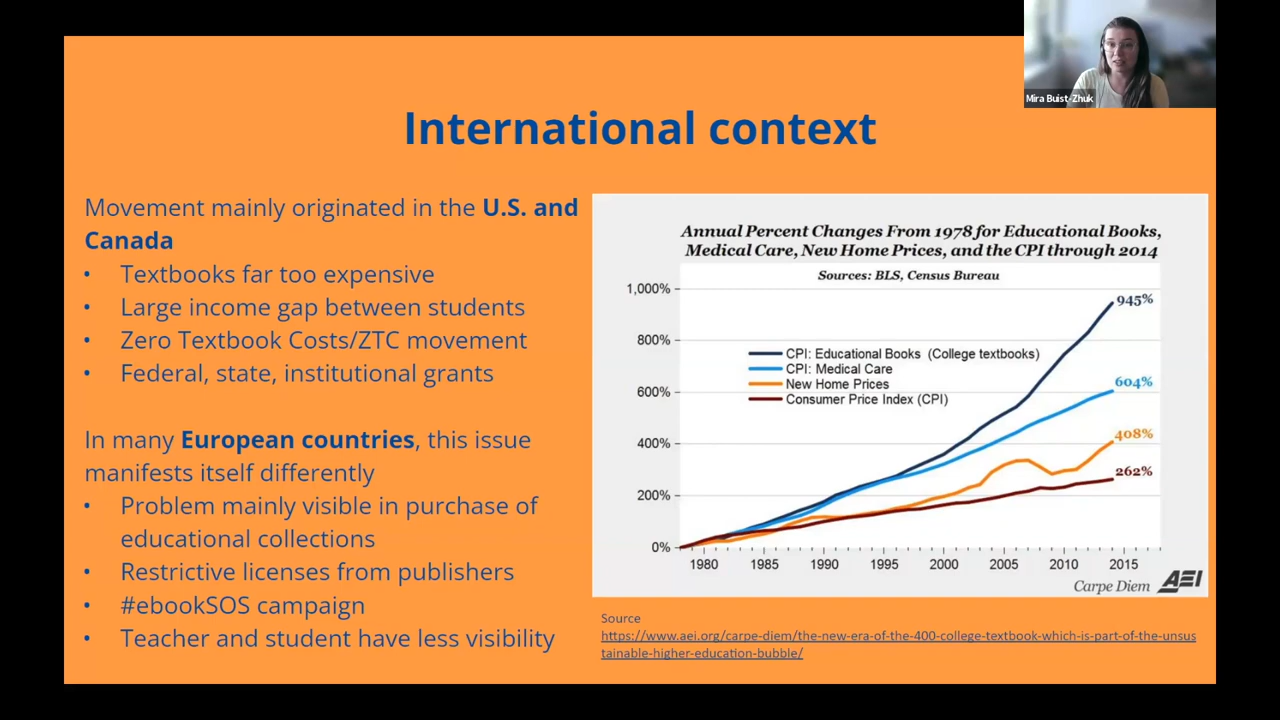 Mira Buist-Zhuk
International context
Movement mainly originated in the U.S. and
Canada
• Textbooks far too expensive
• Large income gap between students
• Zero Textbook Costs/ZTC movement
• Federal, state, institutional grants
In many European countries, this issue
manifests itself differently
• Problem mainly visible in purchase of
educational collections
• Restrictive licenses from publishers
• #ebookSOS campaign
• Teacher and student have less visibility
Annual Percent Changes From 1978 for Educational Books,
Medical Care, New Home Prices, and the CPI through 2014
Sources: BLS, Census Bureau
1,000%
945%
800%
CPI: Educational Books (College textbooks)
CPI: Medical Care
New Home Prices
Consumer Price Index (CPI)
604%
600%
408%
400%
262%
200%
0%
1980 1985 1990 1995 2000 2005 2010 2015
Carpe Diem AEI
Source
https://www.aei.org/carpe-diem/the-new-era-of-the-400-college-textbook-which-is-part-of-the-unsus
tainable-higher-education-bubble/